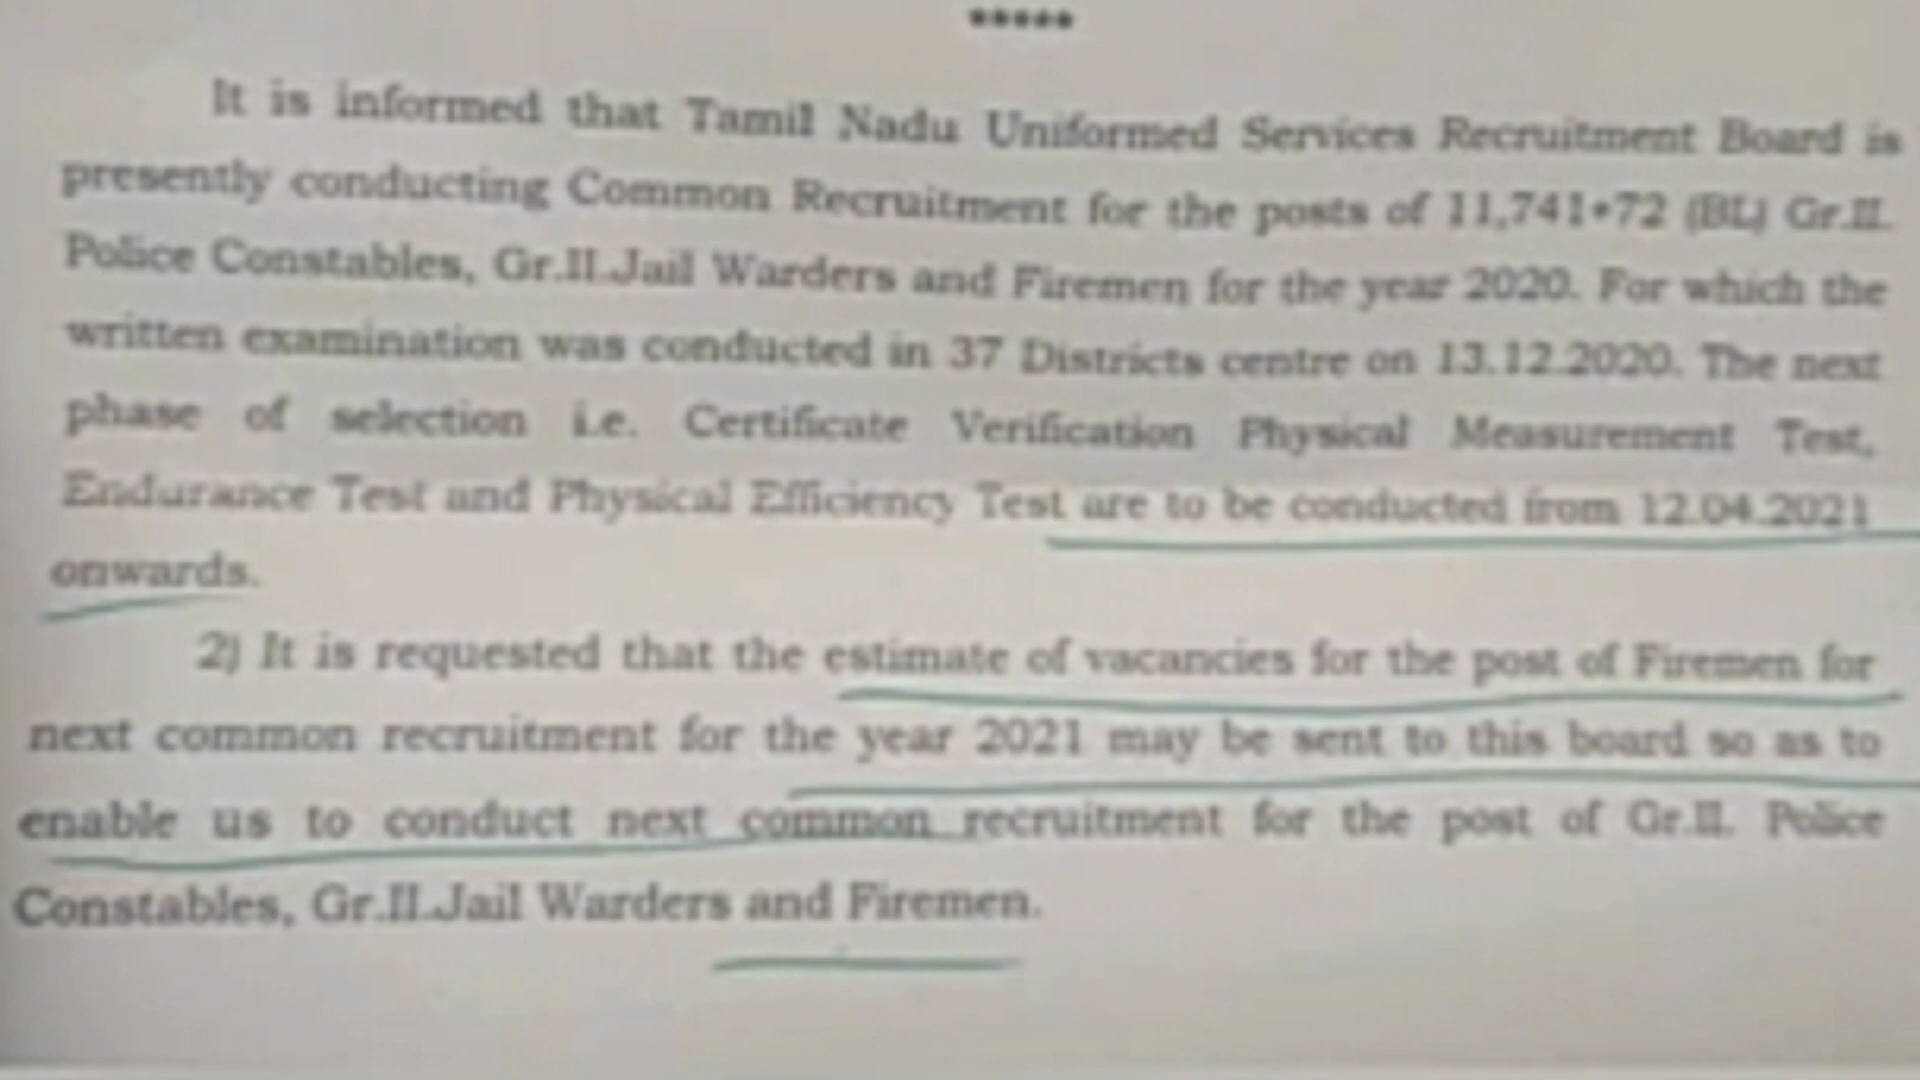 *****
It is informed that Tamil Nadu Uniformed Services Recruitment Board is
presently conducting Common Recruitment for the posts of 11,741+72 (BL) Gr.II.
Police Constables, Gr.II.Jail Warders and Firemen for the year 2020. For which the
written examination was conducted in 37 Districts centre on 13.12.2020. The next
phase of selection i.e. Certificate Verification Physical Measurement Test,
Endurance Test and Physical Efficiency Test are to be conducted from 12.04.2021
onwards.
2) It is requested that the estimate of vacancies for the post of Firemen for
next common recruitment for the year 2021 may be sent to this board so as to
enable us to conduct next common recruitment for the post of Gr.II. Police
Constables, Gr.II.Jail Warders and Firemen.